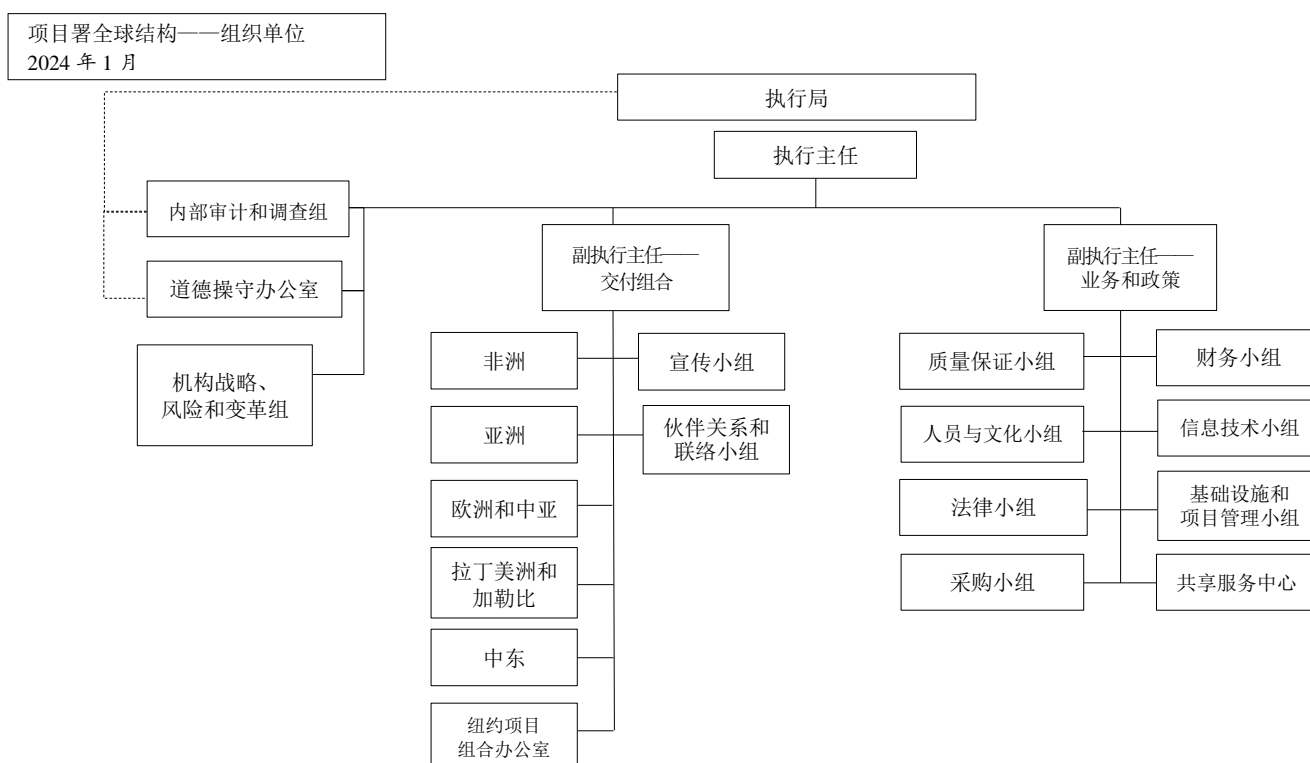 项目署全球结构——组织单位
2024 年 1 月
执行局
执行主任
内部审计和调查组
道德操守办公室
机构战略、
风险和变革组
副执行主任——
交付组合
副执行主任——
业务和政策
非洲
宣传小组
亚洲
伙伴关系和
联络小组
欧洲和中亚
拉丁美洲和
加勒比
中东
纽约项目
组合办公室
质量保证小组
财务小组
人员与文化小组
信息技术小组
法律小组
基础设施和
项目管理小组
采购小组
共享服务中心